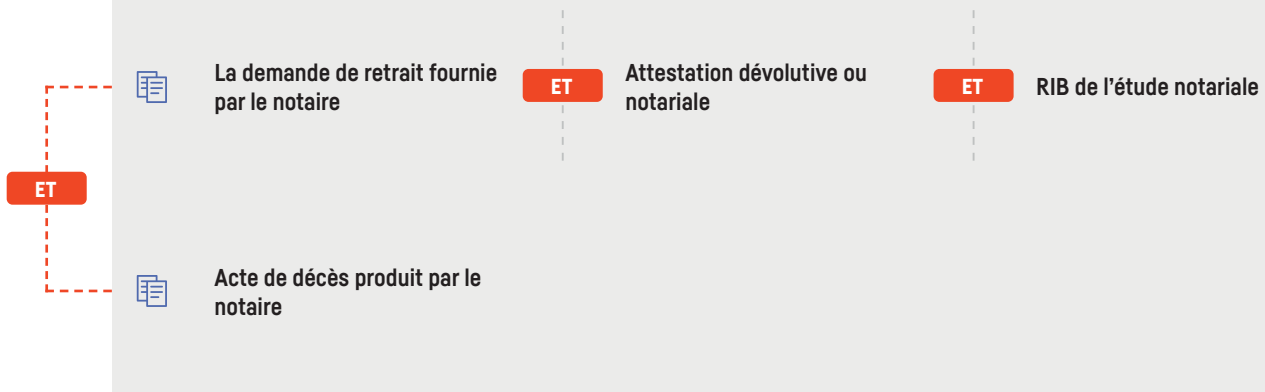 La demande de retrait fournie
par le notaire
ET
Attestation dévolutive ou
notariale
ET
RIB de l'étude notariale
ET
Acte de décès produit par le
notaire